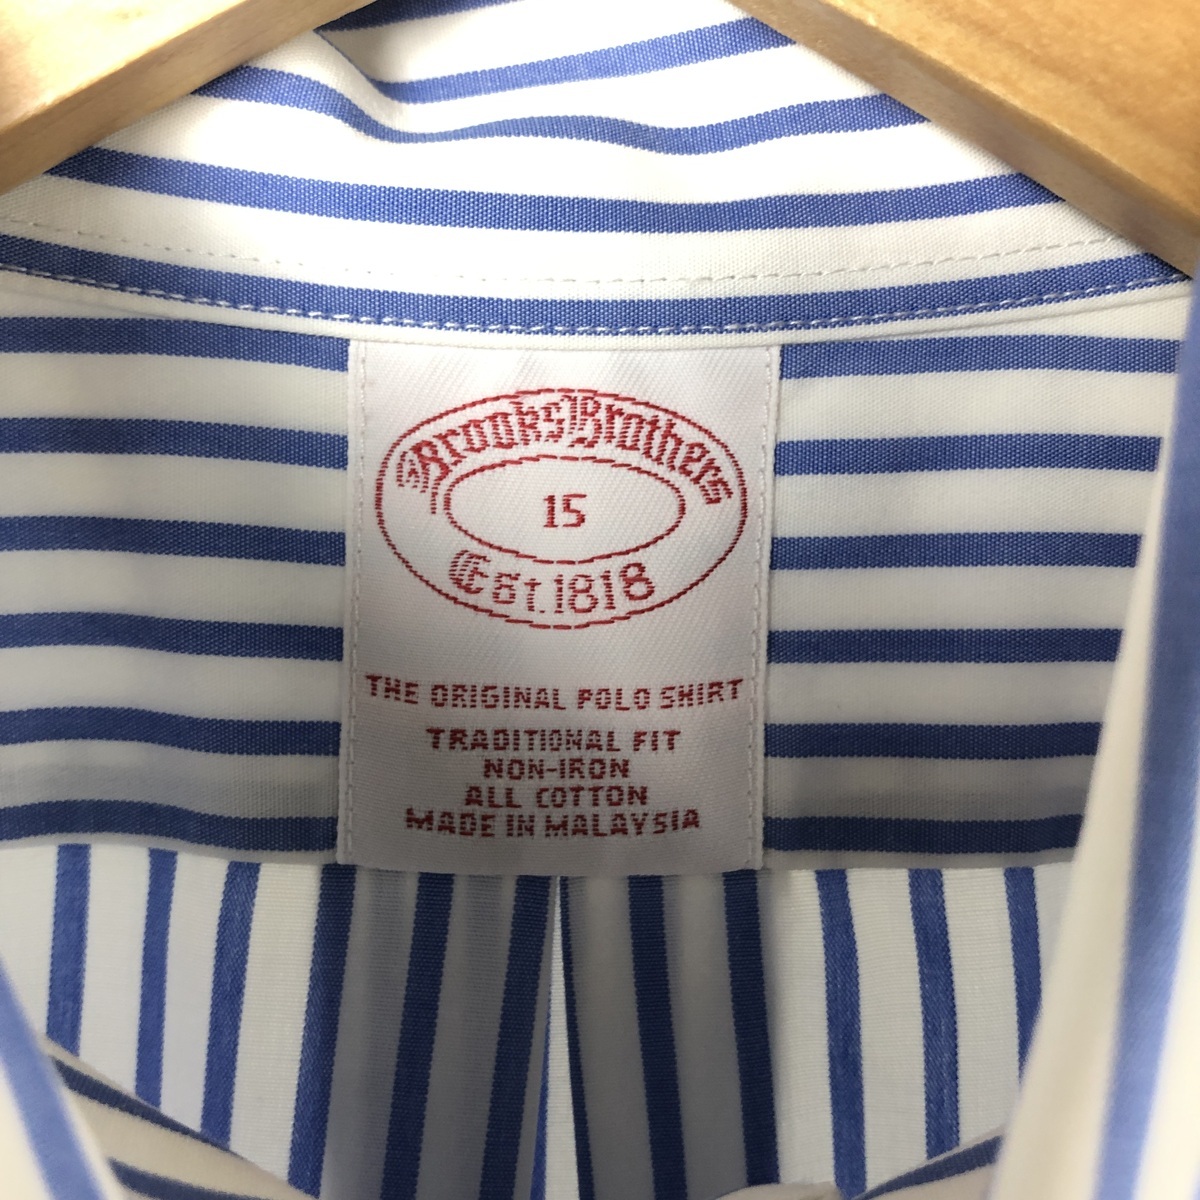 Brooks Brothers
15
Est. 1818
THE ORIGINAL POLO SHIRT
TRADITIONAL FIT
NON-IRON
ALL COTTON
MADE IN MALAYSIA